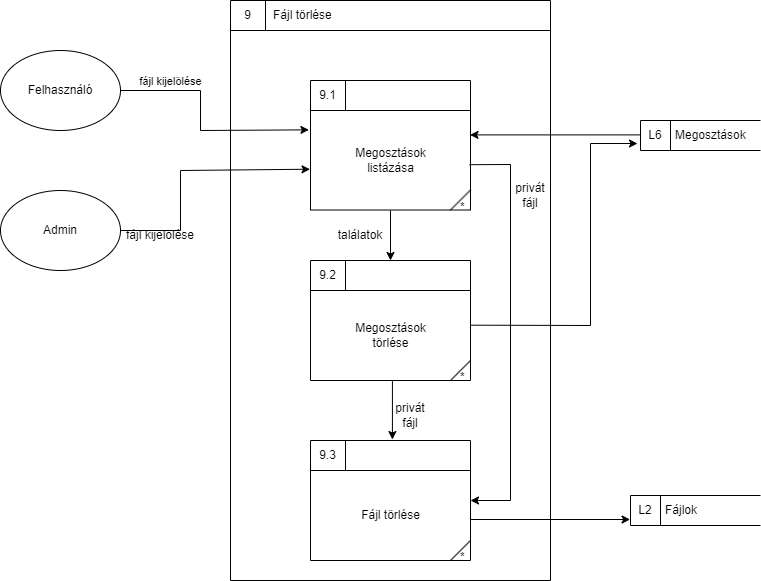 9 Fájl törlése
Felhasználó
fájl kijelölése
9.1
Megosztások
listázása
*
L6 Megosztások
privát
fájl
Admin
fájl kijelölése
találatok
9.2
Megosztások
törlése
*
privát
fájl
9.3
Fájl törlése
*
L2 Fájlok